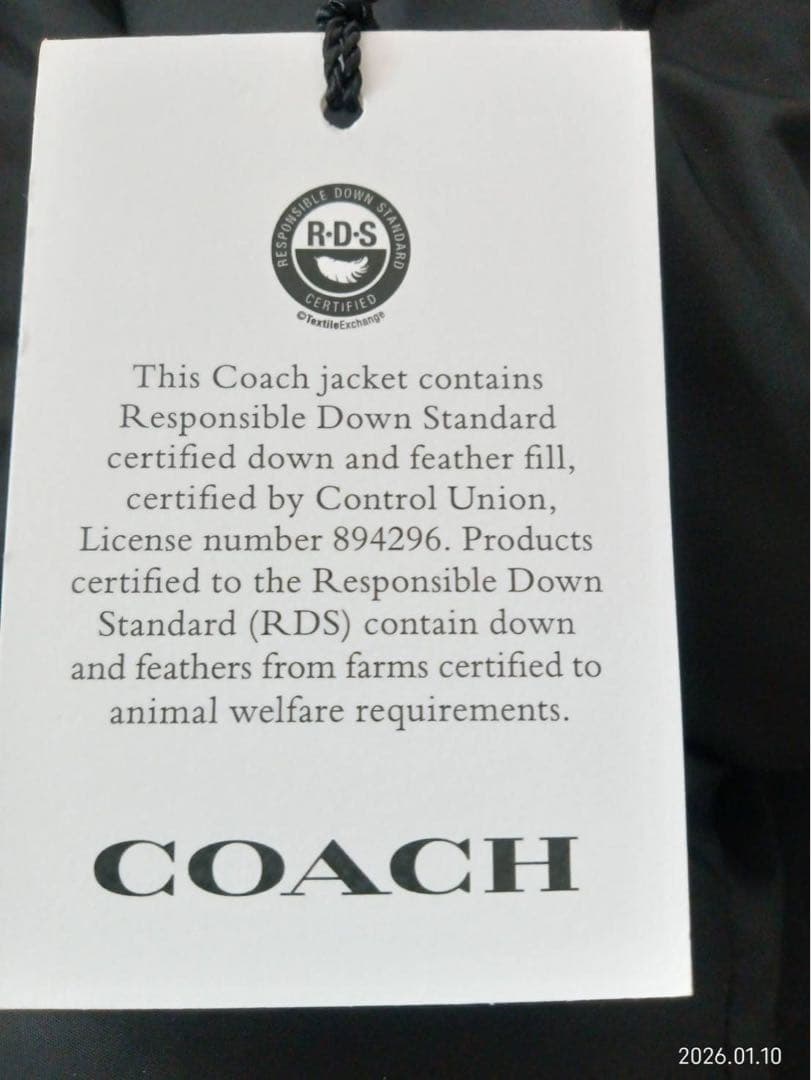 RESPONSIBLE DOWN STANDARD
R·D·S
CERTIFIED
©TextileExchange
This Coach jacket contains
Responsible Down Standard
certified down and feather fill,
certified by Control Union,
License number 894296. Products
certified to the Responsible Down
Standard (RDS) contain down
and feathers from farms certified to
animal welfare requirements.
COACH
2026.01.10